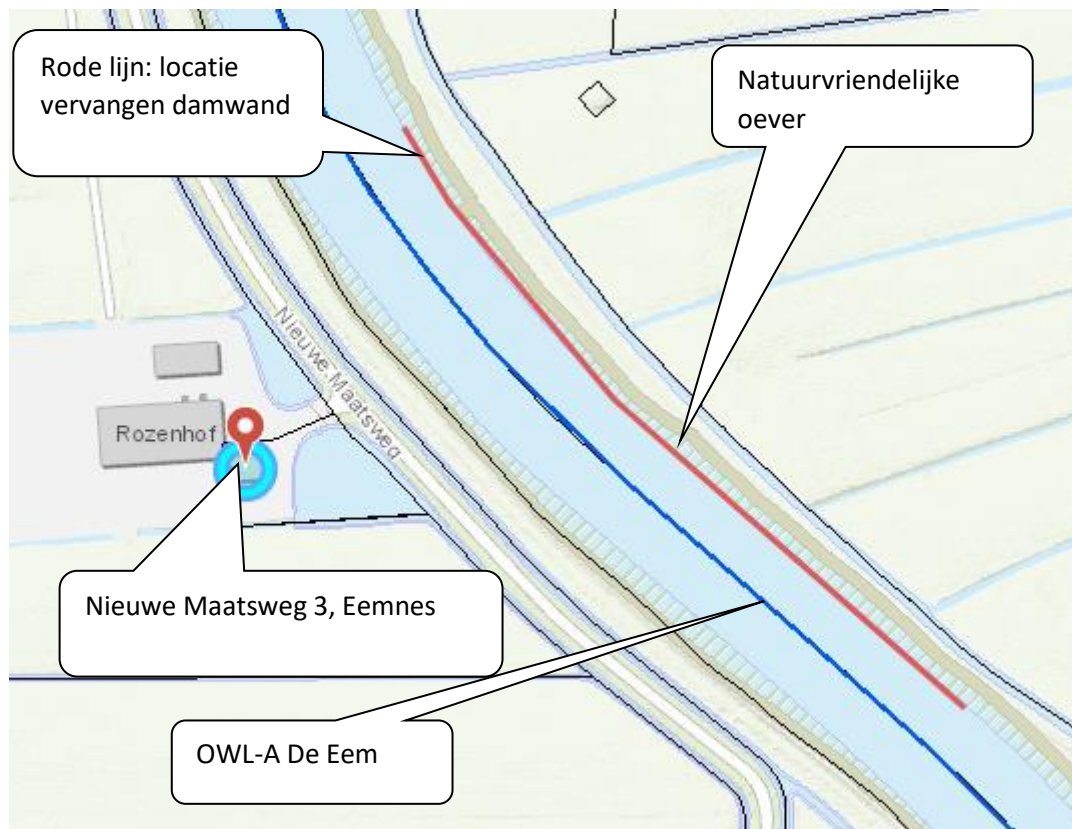 Rode lijn: locatie
vervangen damwand
Natuurvriendelijke
oever
Nieuwe Maatsweg
Rozenhof
Nieuwe Maatsweg 3, Eemnes
OWL-A De Eem